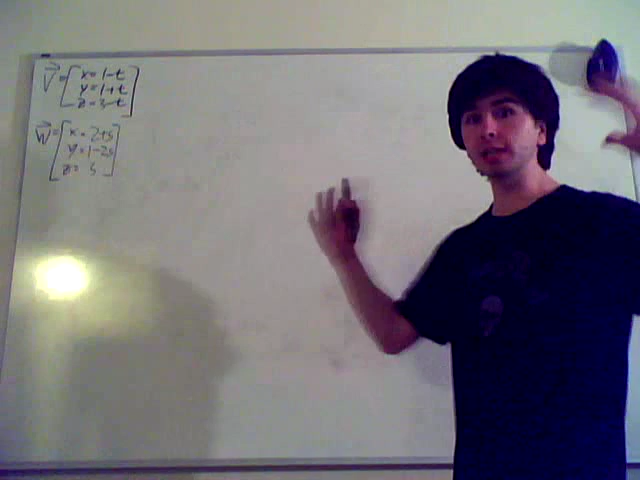 V = [ x = 1-t
y = 1+t
z = 3-t ]
W = [ x = 2+s
y = 1-2s
z = s ]